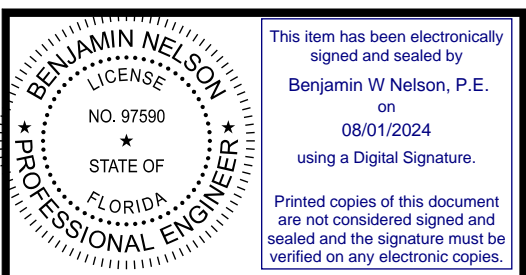 BENJAMIN NELSON
LICENSE
NO. 97590
★
STATE OF
FLORIDA
★ PROFESSIONAL ENGINEER ★
This item has been electronically
signed and sealed by
Benjamin W Nelson, P.E.
on
08/01/2024
using a Digital Signature.
Printed copies of this document
are not considered signed and
sealed and the signature must be
verified on any electronic copies.